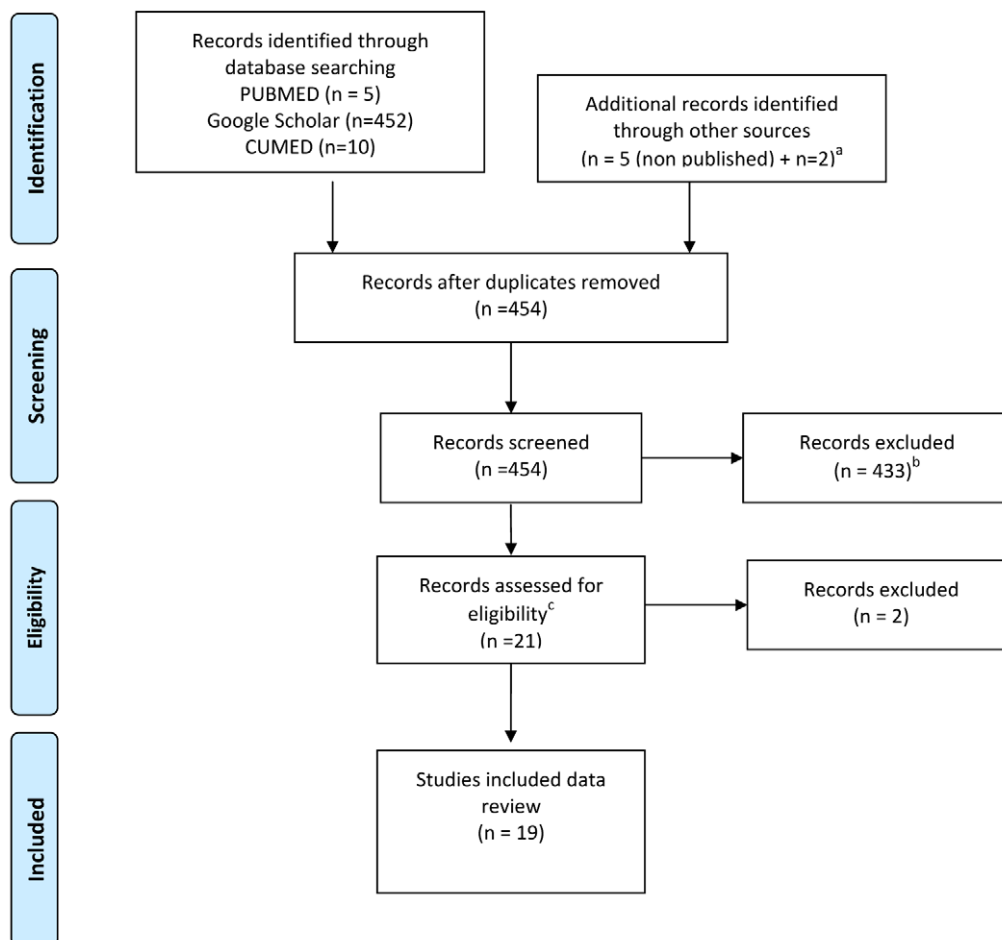 Identification
Records identified through
database searching
PUBMED (n = 5)
Google Scholar (n=452)
CUMED (n=10)
Additional records identified
through other sources
(n = 5 (non published) + n=2)a
Screening
Records after duplicates removed
(n =454)
Records screened
(n =454)
Records excluded
(n = 433)b
Eligibility
Records assessed for
eligibilityc
(n =21)
Records excluded
(n = 2)
Included
Studies included data
review
(n = 19)